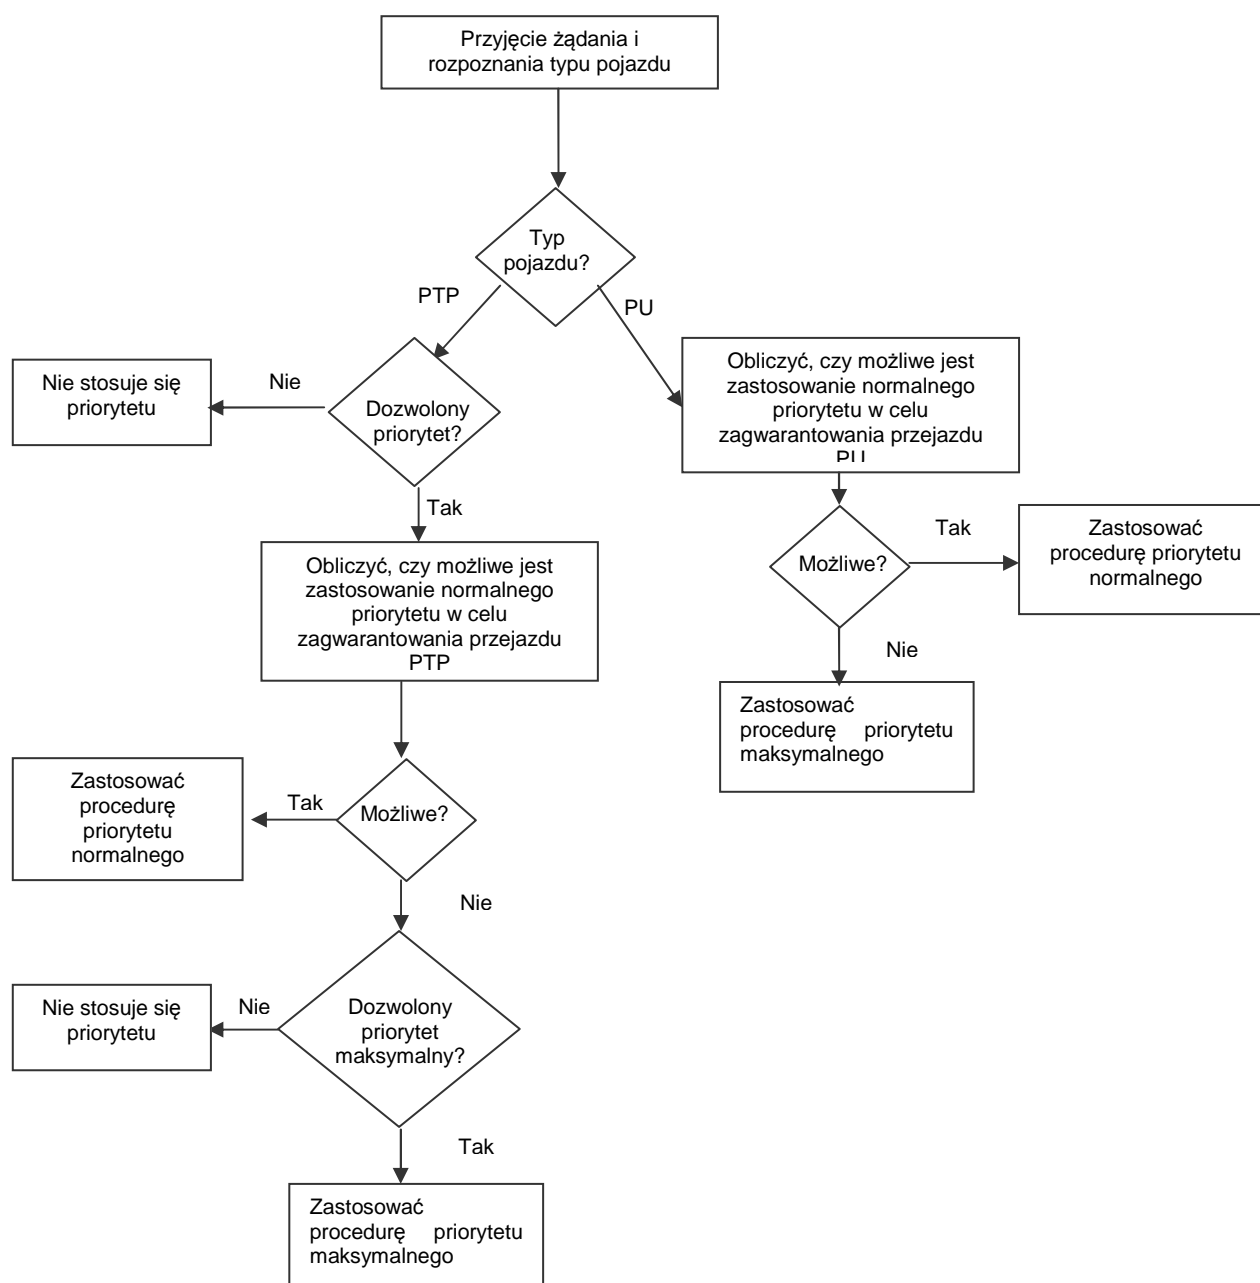 Przyjęcie żądania i
rozpoznania typu pojazdu
Typ
pojazdu?
PTP
PU
Nie stosuje się
priorytetu
Nie
Dozwolony
priorytet?
Obliczyć, czy możliwe jest
zastosowanie normalnego
priorytetu w celu
zagwarantowania przejazdu
PU
Tak
Obliczyć, czy możliwe jest
zastosowanie normalnego
priorytetu w celu
zagwarantowania przejazdu
PTP
Możliwe?
Tak
Zastosować
procedurę priorytetu
normalnego
Nie
Zastosować
procedurę priorytetu
maksymalnego
Zastosować
procedurę
priorytetu
normalnego
Tak
Możliwe?
Nie
Nie stosuje się
priorytetu
Nie
Dozwolony
priorytet
maksymalny?
Tak
Zastosować
procedurę priorytetu
maksymalnego